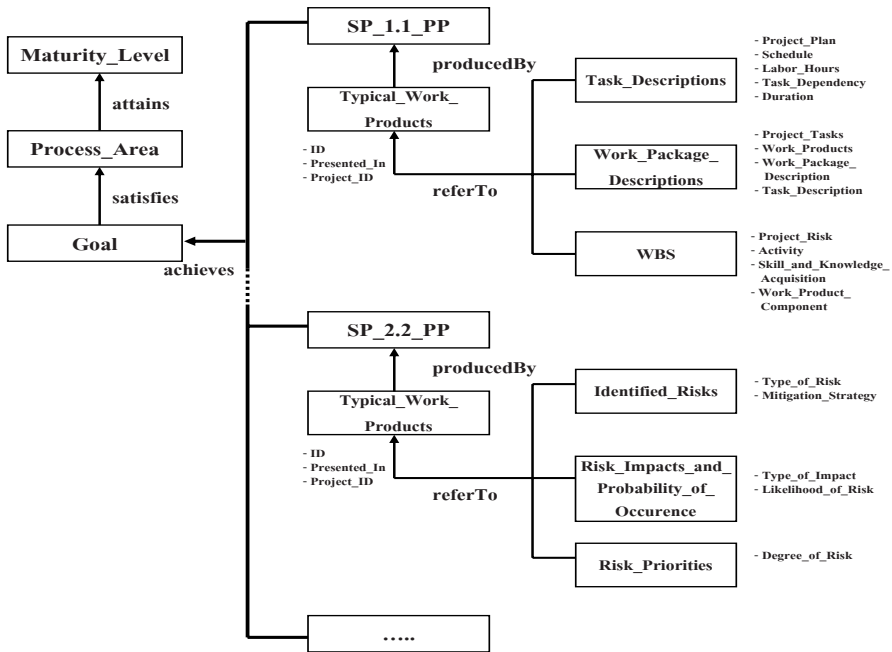 Maturity_Level
attains
Process_Area
satisfies
Goal
achieves
SP_1.1_PP
producedBy
Typical_Work_
Products
- ID
- Presented_In
- Project_ID
referTo
Task_Descriptions
- Project_Plan
- Schedule
- Labor_Hours
- Task_Dependency
- Duration
Work_Package_
Descriptions
- Project_Tasks
- Work_Products
- Work_Package_
Description
- Task_Description
WBS
- Project_Risk
- Activity
- Skill_and_Knowledge_
Acquisition
- Work_Product_
Component
SP_2.2_PP
producedBy
Typical_Work_
Products
- ID
- Presented_In
- Project_ID
referTo
Identified_Risks
- Type_of_Risk
- Mitigation_Strategy
Risk_Impacts_and_
Probability_of_
Occurence
- Type_of_Impact
- Likelihood_of_Risk
Risk_Priorities
- Degree_of_Risk
.....